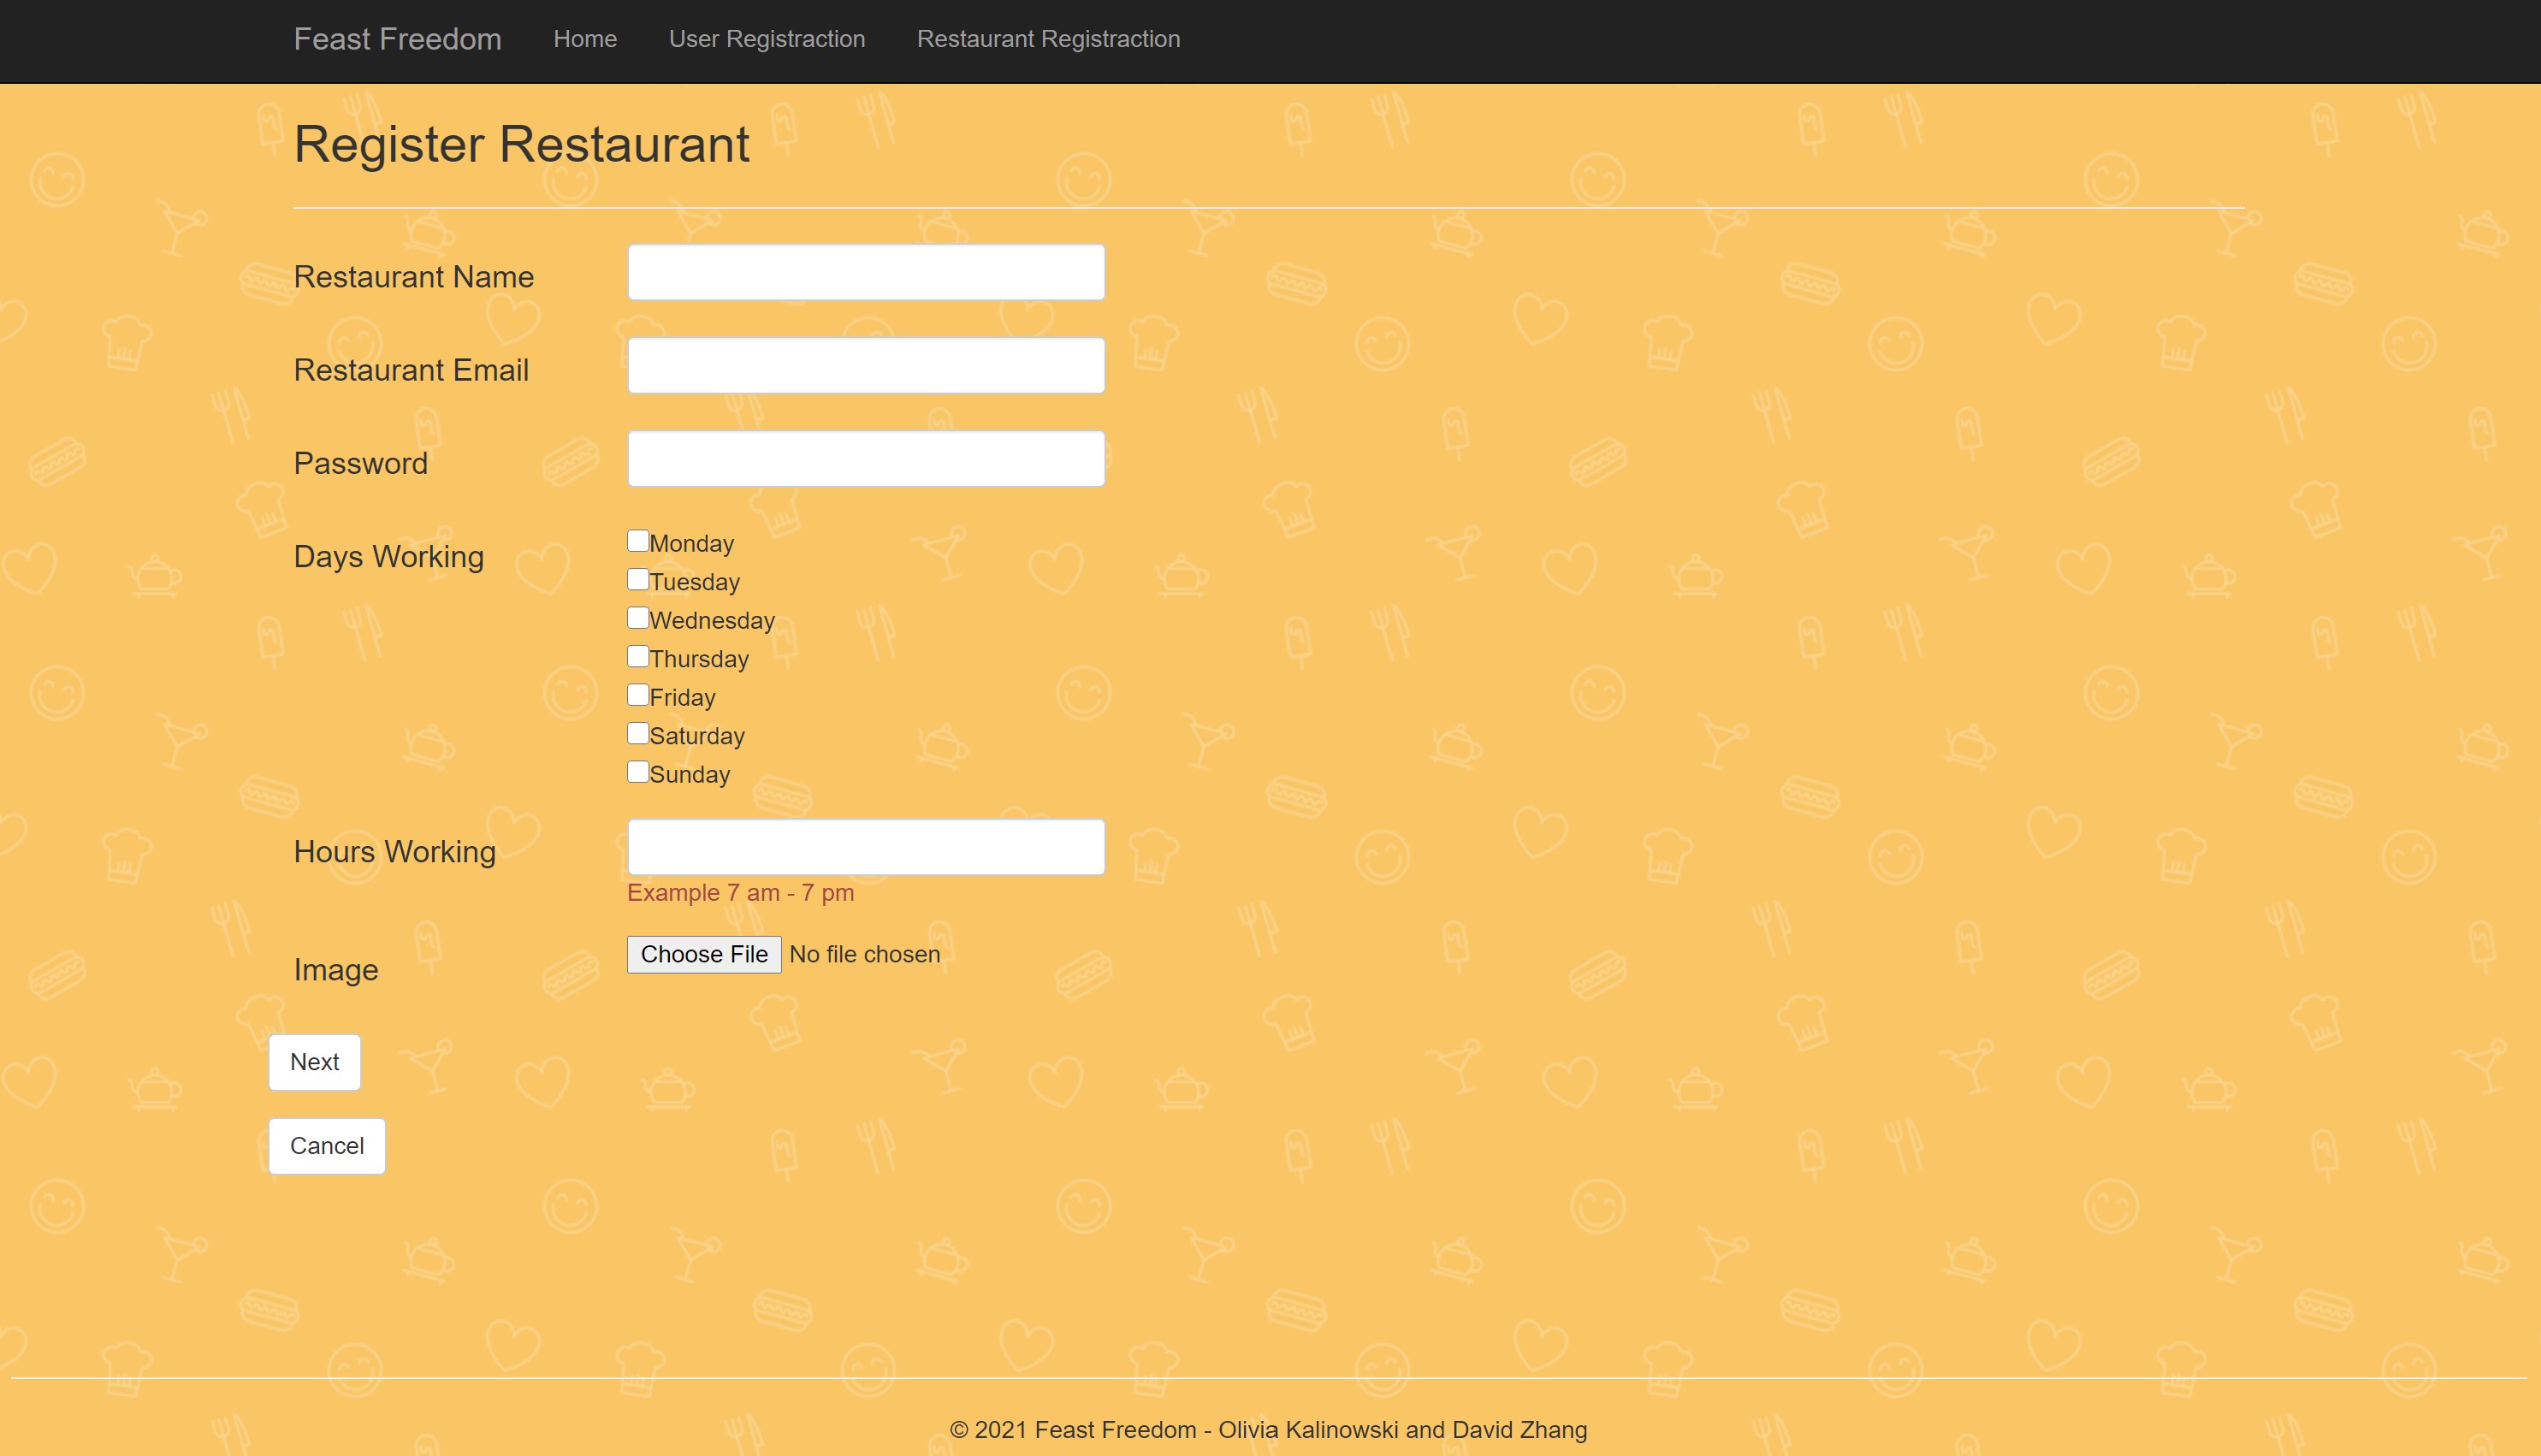 Feast Freedom Home User Registraction Restaurant Registraction
Register Restaurant
Restaurant Name
Restaurant Email
Password
Days Working
Monday
Tuesday
Wednesday
Thursday
Friday
Saturday
Sunday
Hours Working
Example 7 am - 7 pm
Image
Choose File No file chosen
Next
Cancel
© 2021 Feast Freedom - Olivia Kalinowski and David Zhang